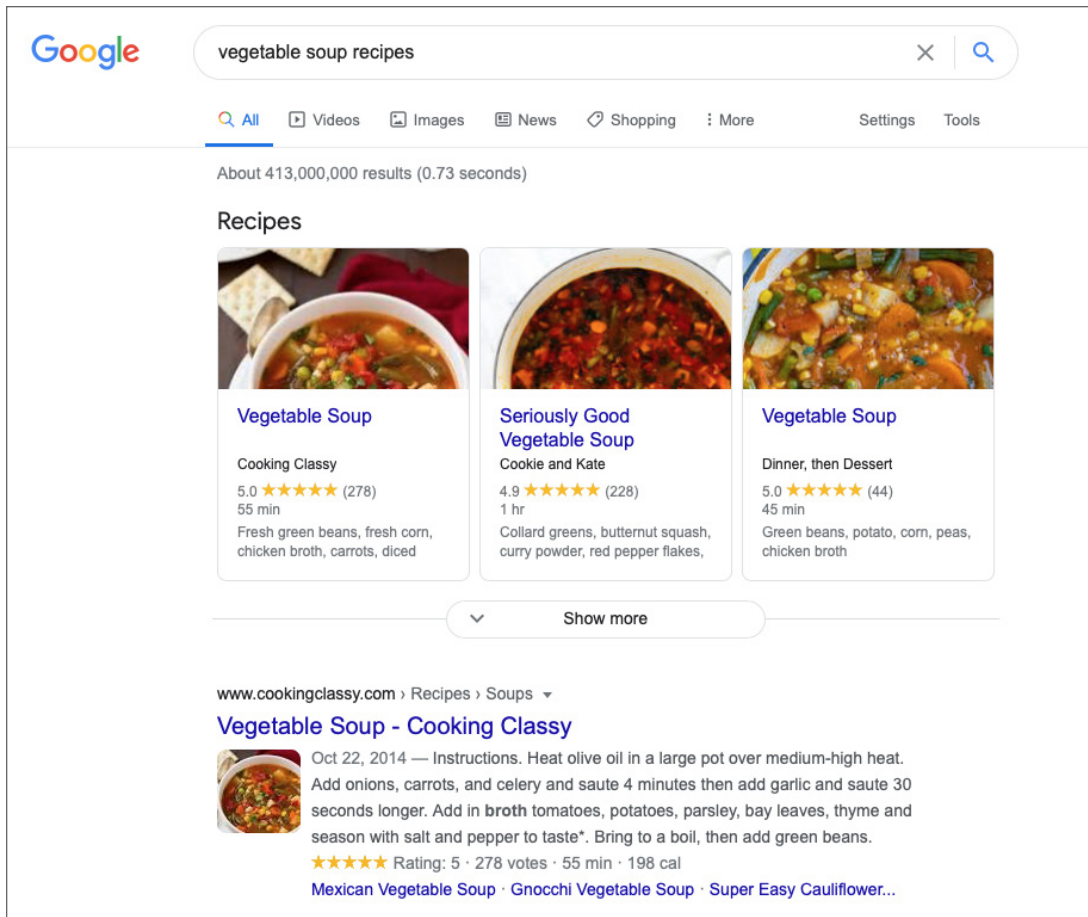 Google
vegetable soup recipes
All Videos Images News Shopping More Settings Tools
About 413,000,000 results (0.73 seconds)
Recipes
Vegetable Soup
Cooking Classy
5.0 ★★★★★ (278)
55 min
Fresh green beans, fresh corn,
chicken broth, carrots, diced
Seriously Good
Vegetable Soup
Cookie and Kate
4.9 ★★★★★ (228)
1 hr
Collard greens, butternut squash,
curry powder, red pepper flakes,
Vegetable Soup
Dinner, then Dessert
5.0 ★★★★★ (44)
45 min
Green beans, potato, corn, peas,
chicken broth
Show more
www.cookingclassy.com › Recipes › Soups
Vegetable Soup - Cooking Classy
Oct 22, 2014 — Instructions. Heat olive oil in a large pot over medium-high heat.
Add onions, carrots, and celery and saute 4 minutes then add garlic and saute 30
seconds longer. Add in broth tomatoes, potatoes, parsley, bay leaves, thyme and
season with salt and pepper to taste*. Bring to a boil, then add green beans.
★★★★★ Rating: 5 · 278 votes · 55 min · 198 cal
Mexican Vegetable Soup · Gnocchi Vegetable Soup · Super Easy Cauliflower...